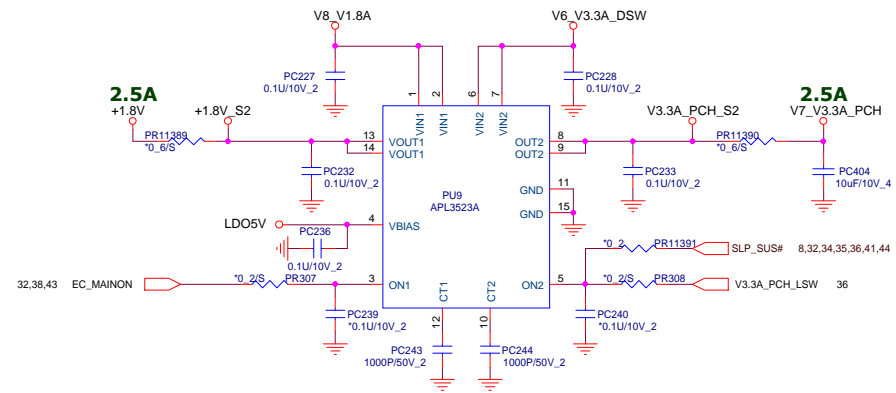 V8_V1.8A
V6_V3.3A_DSW
PC227
0.1U/10V_2
PC228
0.1U/10V_2
2.5A
+1.8V
+1.8V_S2
V3.3A_PCH_S2
2.5A
V7_V3.3A_PCH
1
2
6
7
VIN1
VIN1
VIN2
VIN2
PR11389
*0_6/S
13
14
VOUT1
VOUT1
OUT2
OUT2
8
9
PR11390
*0_6/S
PC232
0.1U/10V_2
PC233
0.1U/10V_2
PC404
10uF/10V_4
PU9
APL3523A
GND
11
GND
15
LDO5V
4
VBIAS
PC236
0.1U/10V_2
*0_2
PR11391
SLP_SUS#
8,32,34,35,36,41,44
32,38,43
EC_MAINON
*0_2/S
PR307
3
ON1
CT1
CT2
ON2
5
*0_2/S
PR308
V3.3A_PCH_LSW
36
PC239
*0.1U/10V_2
PC240
*0.1U/10V_2
12
10
PC243
1000P/50V_2
PC244
1000P/50V_2